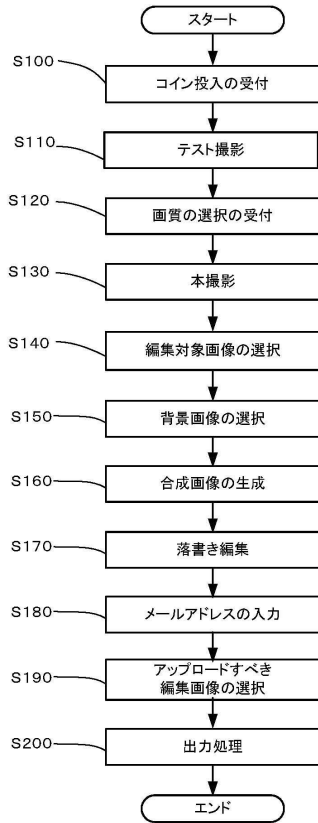 スタート
S100
コイン投入の受付
S110
テスト撮影
S120
画質の選択の受付
S130
本撮影
S140
編集対象画像の選択
S150
背景画像の選択
S160
合成画像の生成
S170
落書き編集
S180
メールアドレスの入力
S190
アップロードすべき
編集画像の選択
S200
出力処理
エンド